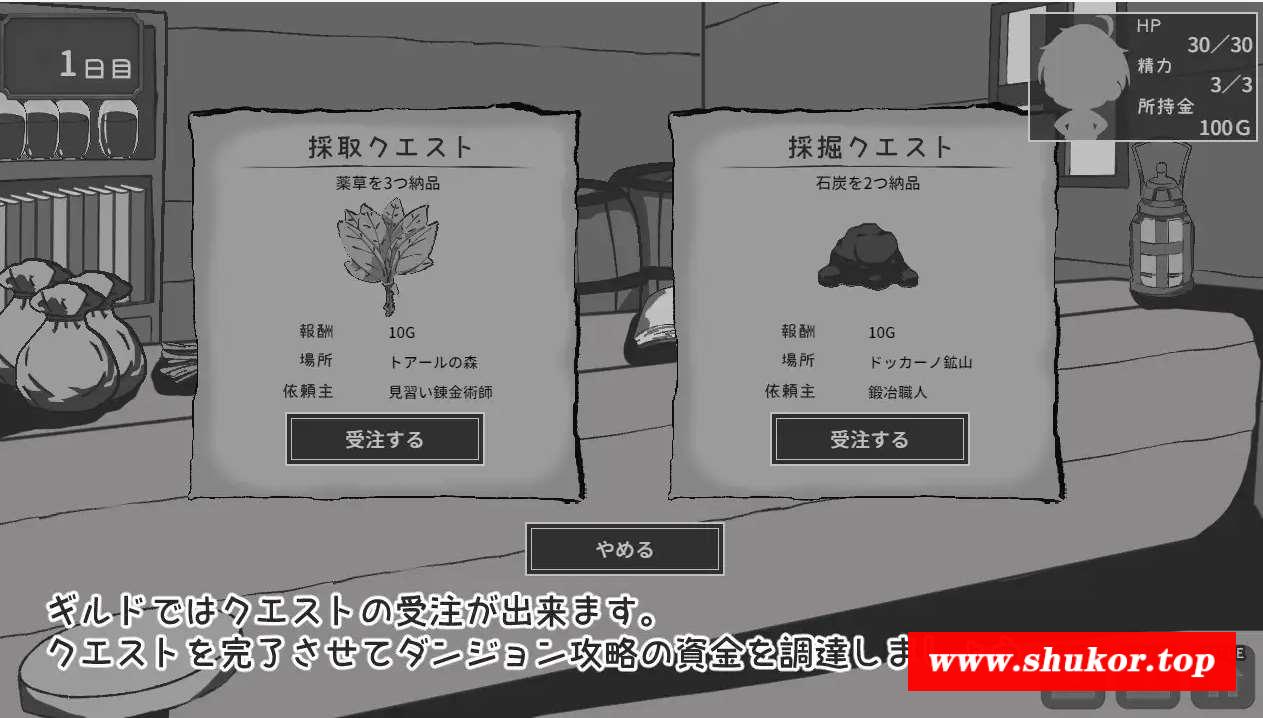 1日目
HP
30／30
精力
3／3
所持金
100G
採取クエスト
薬草を3つ納品
報酬 10G
場所 トアールの森
依頼主 見習い錬金術師
受注する
採掘クエスト
石炭を2つ納品
報酬 10G
場所 ドッカーノ鉱山
依頼主 鍛冶職人
受注する
やめる
ギルドではクエストの受注が出来ます。
クエストを完了させてダンジョン攻略の資金を調達しま
www.shukor.top